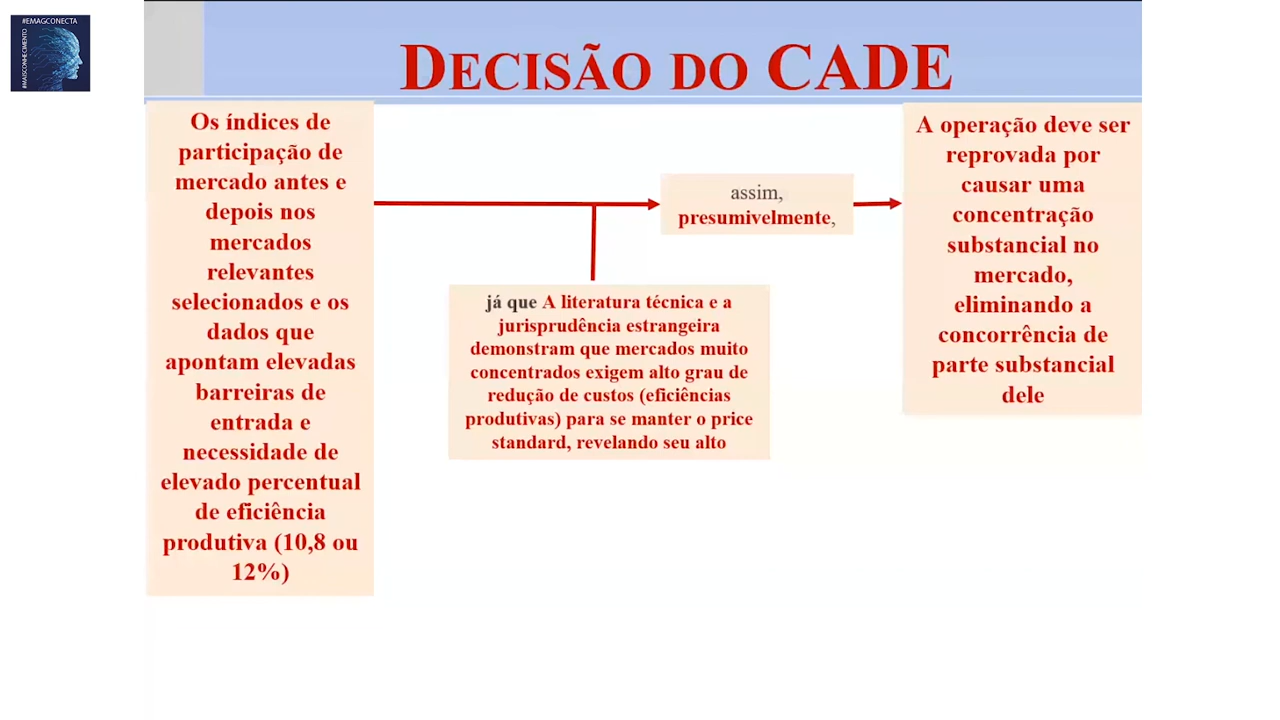 #EMAGCONECTA
#MAISCONHECIMENTO
DECISÃO DO CADE
Os índices de
participação de
mercado antes e
depois nos
mercados
relevantes
selecionados e os
dados que
apontam elevadas
barreiras de
entrada e
necessidade de
elevado percentual
de eficiência
produtiva (10,8 ou
12%)
já que A literatura técnica e a
jurisprudência estrangeira
demonstram que mercados muito
concentrados exigem alto grau de
redução de custos (eficiências
produtivas) para se manter o price
standard, revelando seu alto
assim,
presumivelmente,
A operação deve ser
reprovada por
causar uma
concentração
substancial no
mercado,
eliminando a
concorrência de
parte substancial
dele